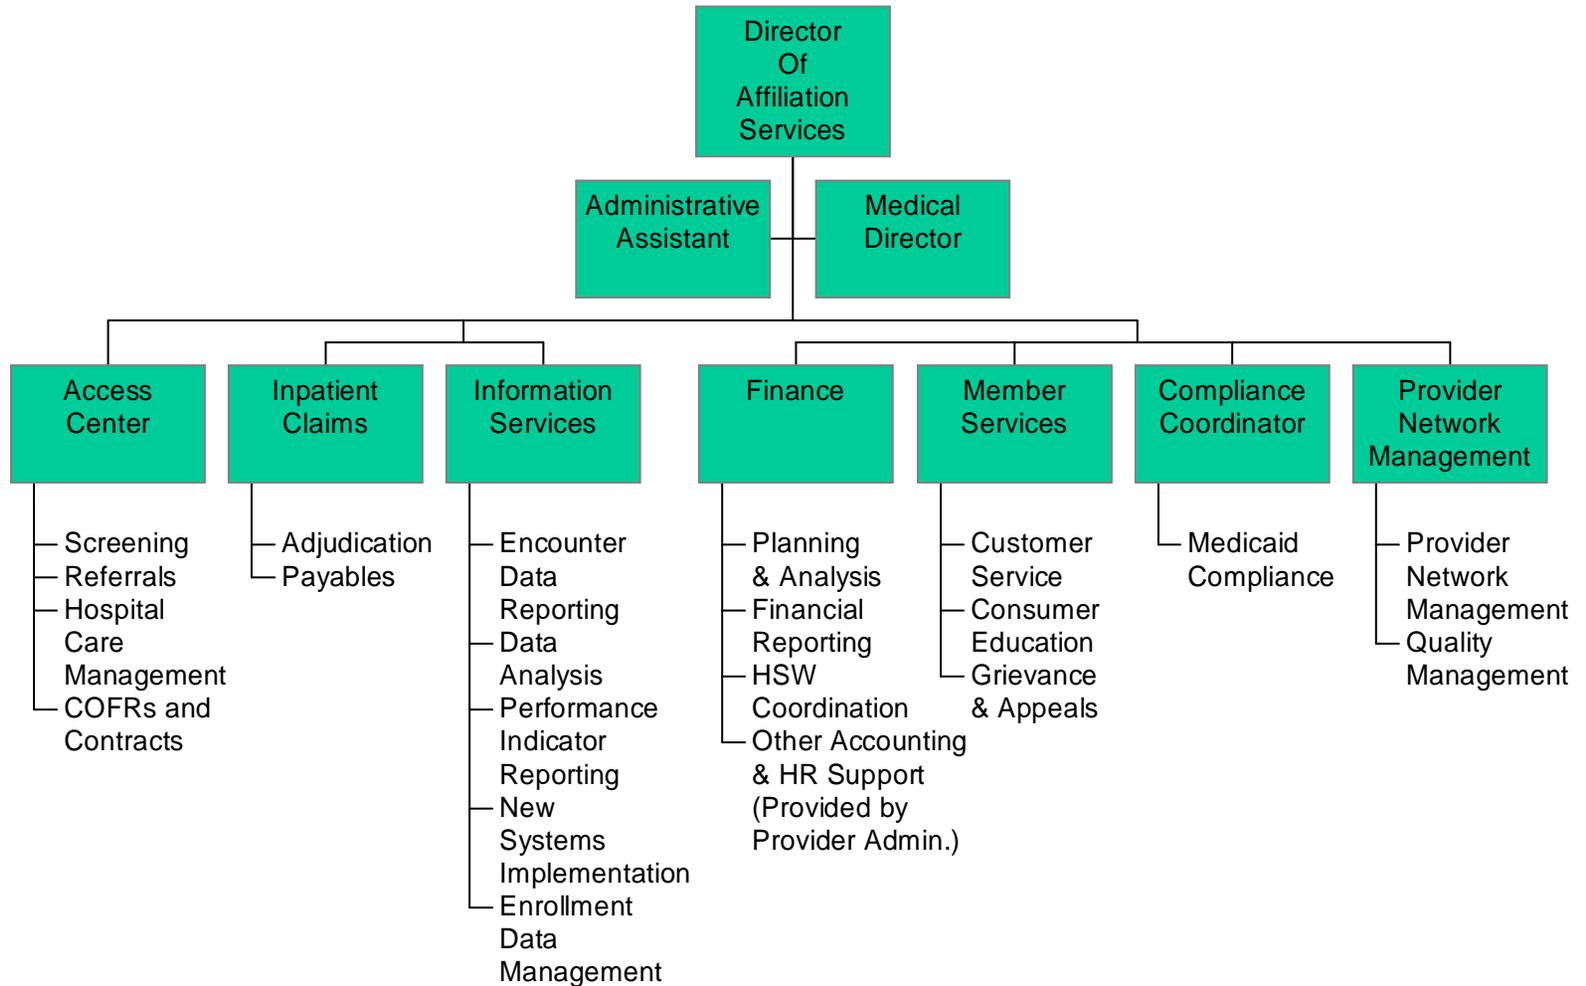 Director
Of
Affiliation
Services
Administrative
Assistant
Medical
Director
Access
Center
Inpatient
Claims
Information
Services
Finance
Member
Services
Compliance
Coordinator
Provider
Network
Management
Screening
Referrals
Hospital
Care
Management
COFRs and
Contracts
Adjudication
Payables
Encounter
Data
Reporting
Data
Analysis
Performance
Indicator
Reporting
New
Systems
Implementation
Enrollment
Data
Management
Planning
& Analysis
Financial
Reporting
HSW
Coordination
Other Accounting
& HR Support
(Provided by
Provider Admin.)
Customer
Service
Consumer
Education
Grievance
& Appeals
Medicaid
Compliance
Provider
Network
Management
Quality
Management